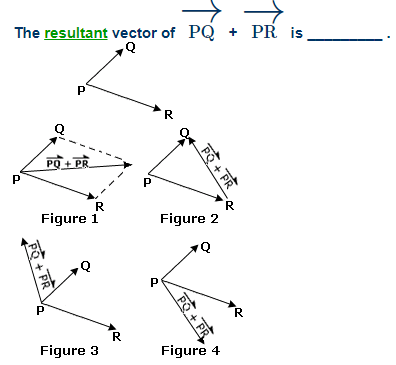 The resultant vector of PQ + PR is ________ .
Q
P
R
Q
PQ + PR
P
R
Figure 1
Q
PQ + PR
P
R
Figure 2
PQ + PR
Q
P
R
Figure 3
Q
P
PQ + PR
R
Figure 4